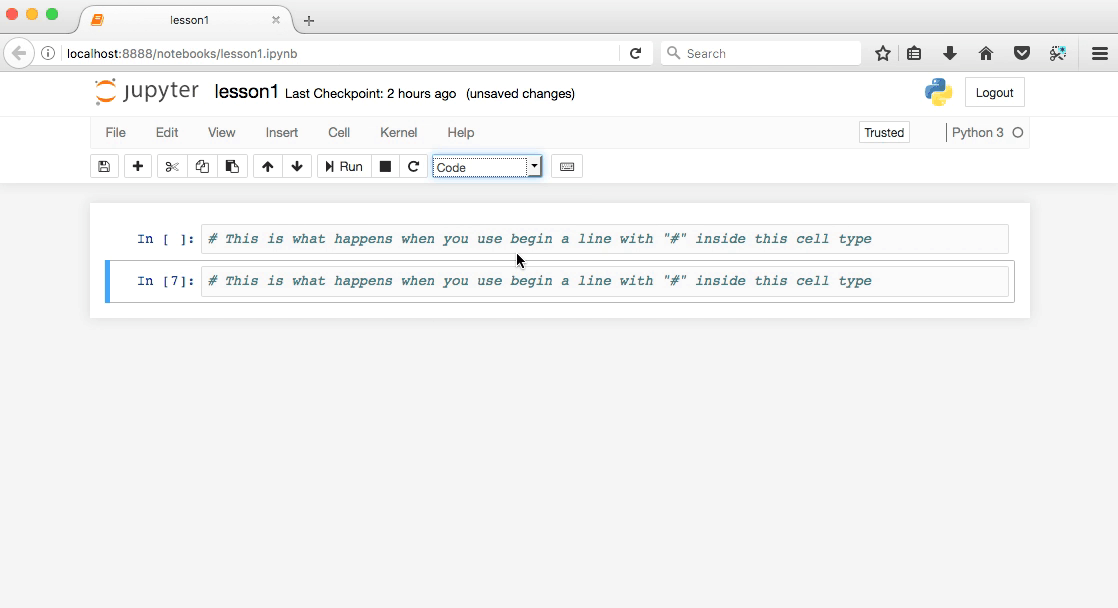 lesson1
localhost:8888/notebooks/lesson1.ipynb
Search
jupyter lesson1 Last Checkpoint: 2 hours ago (unsaved changes)
Logout
File Edit View Insert Cell Kernel Help
Trusted
Python 3
Run
Code
In [ ]: # This is what happens when you use begin a line with "#" inside this cell type
In [7]: # This is what happens when you use begin a line with "#" inside this cell type